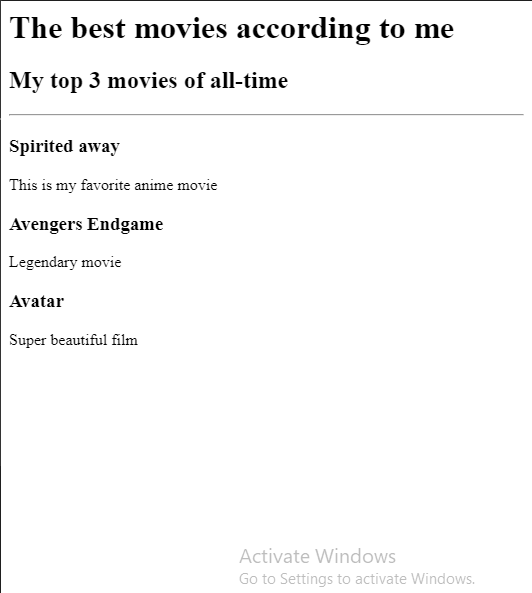 The best movies according to me
My top 3 movies of all-time
Spirited away
This is my favorite anime movie
Avengers Endgame
Legendary movie
Avatar
Super beautiful film
Activate Windows
Go to Settings to activate Windows.